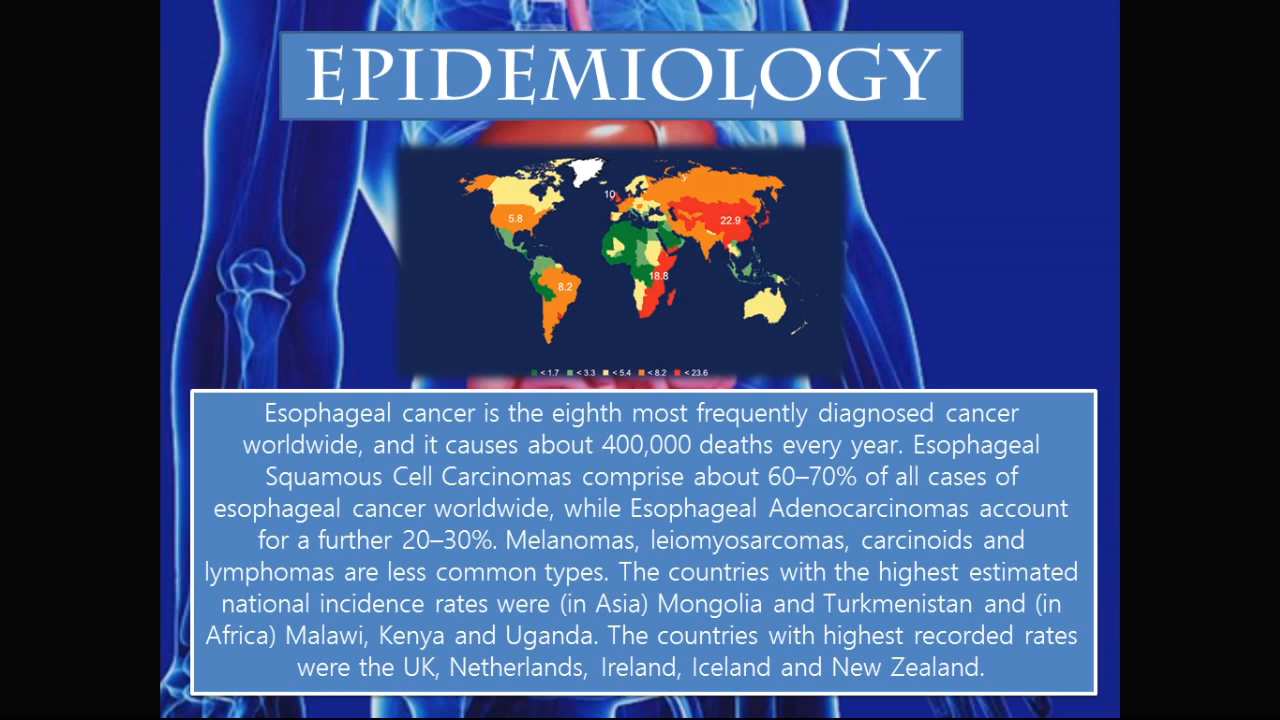 EPIDEMIOLOGY
10
5.8
22.9
18.8
8.2
< 1.7 < 3.3 < 5.4 < 8.2 < 23.6
Esophageal cancer is the eighth most frequently diagnosed cancer
worldwide, and it causes about 400,000 deaths every year. Esophageal
Squamous Cell Carcinomas comprise about 60–70% of all cases of
esophageal cancer worldwide, while Esophageal Adenocarcinomas account
for a further 20–30%. Melanomas, leiomyosarcomas, carcinoids and
lymphomas are less common types. The countries with the highest estimated
national incidence rates were (in Asia) Mongolia and Turkmenistan and (in
Africa) Malawi, Kenya and Uganda. The countries with highest recorded rates
were the UK, Netherlands, Ireland, Iceland and New Zealand.